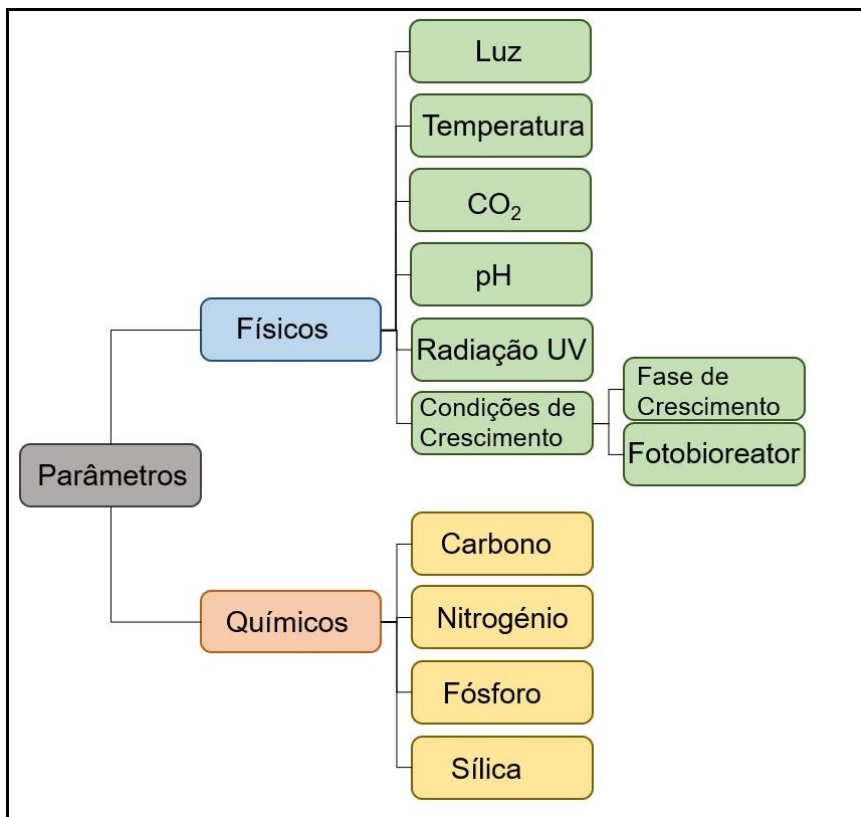 Luz
Temperatura
CO₂
pH
Físicos
Radiação UV
Condições de
Crescimento
Fase de
Crescimento
Fotobioreator
Parâmetros
Carbono
Químicos
Nitrogénio
Fósforo
Sílica